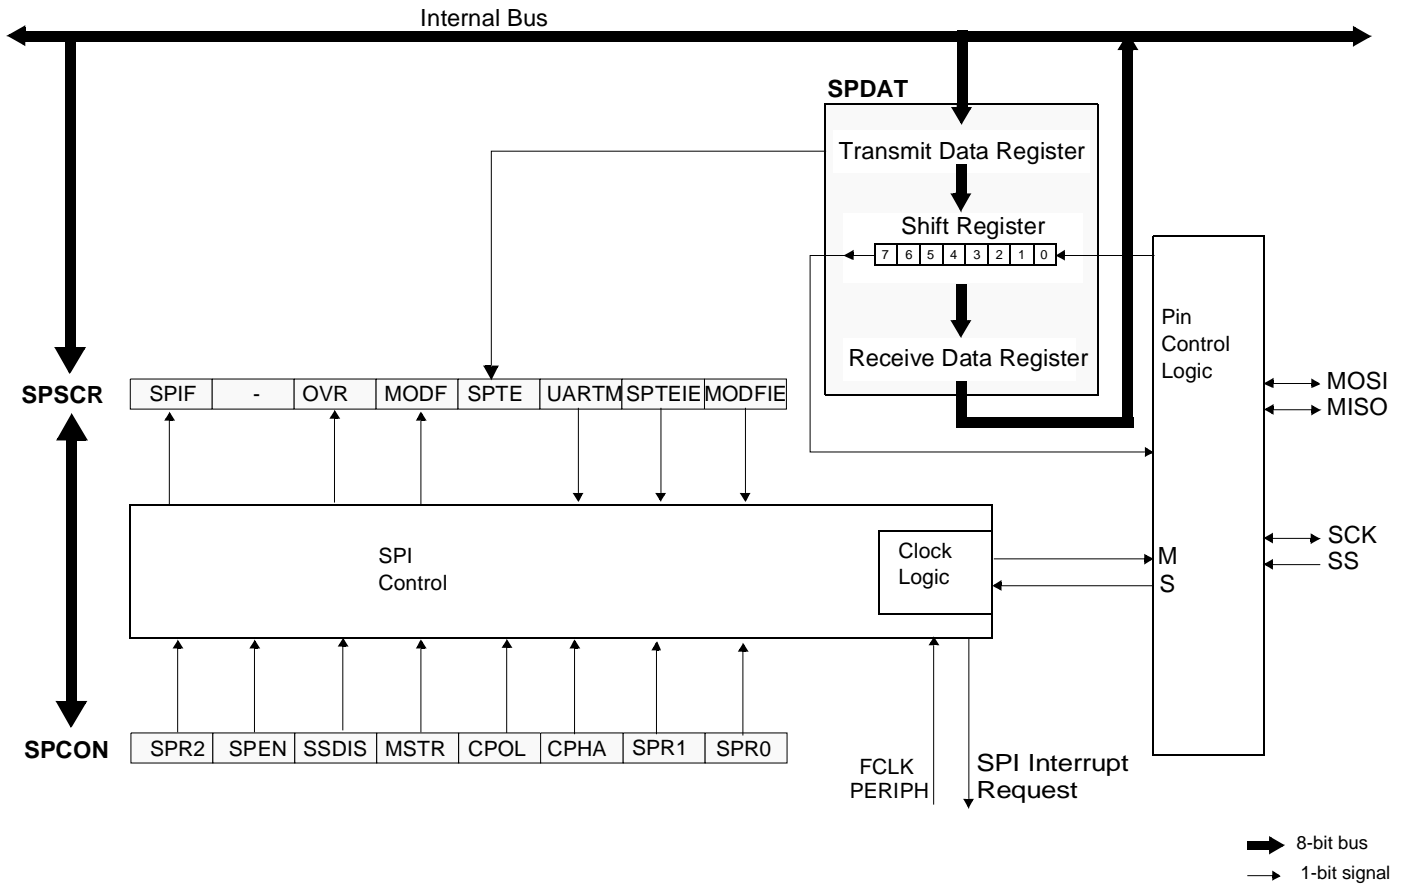 Internal Bus
SPDAT
Transmit Data Register
Shift Register
7 6 5 4 3 2 1 0
Receive Data Register
Pin
Control
Logic
MOSI
MISO
SPSCR
SPIF - OVR MODF SPTE UARTM SPTEIE MODFIE
SPI
Control
Clock
Logic
M
S
SCK
SS
SPCON
SPR2 SPEN SSDIS MSTR CPOL CPHA SPR1 SPR0
FCLK
PERIPH
SPI Interrupt
Request
8-bit bus
1-bit signal